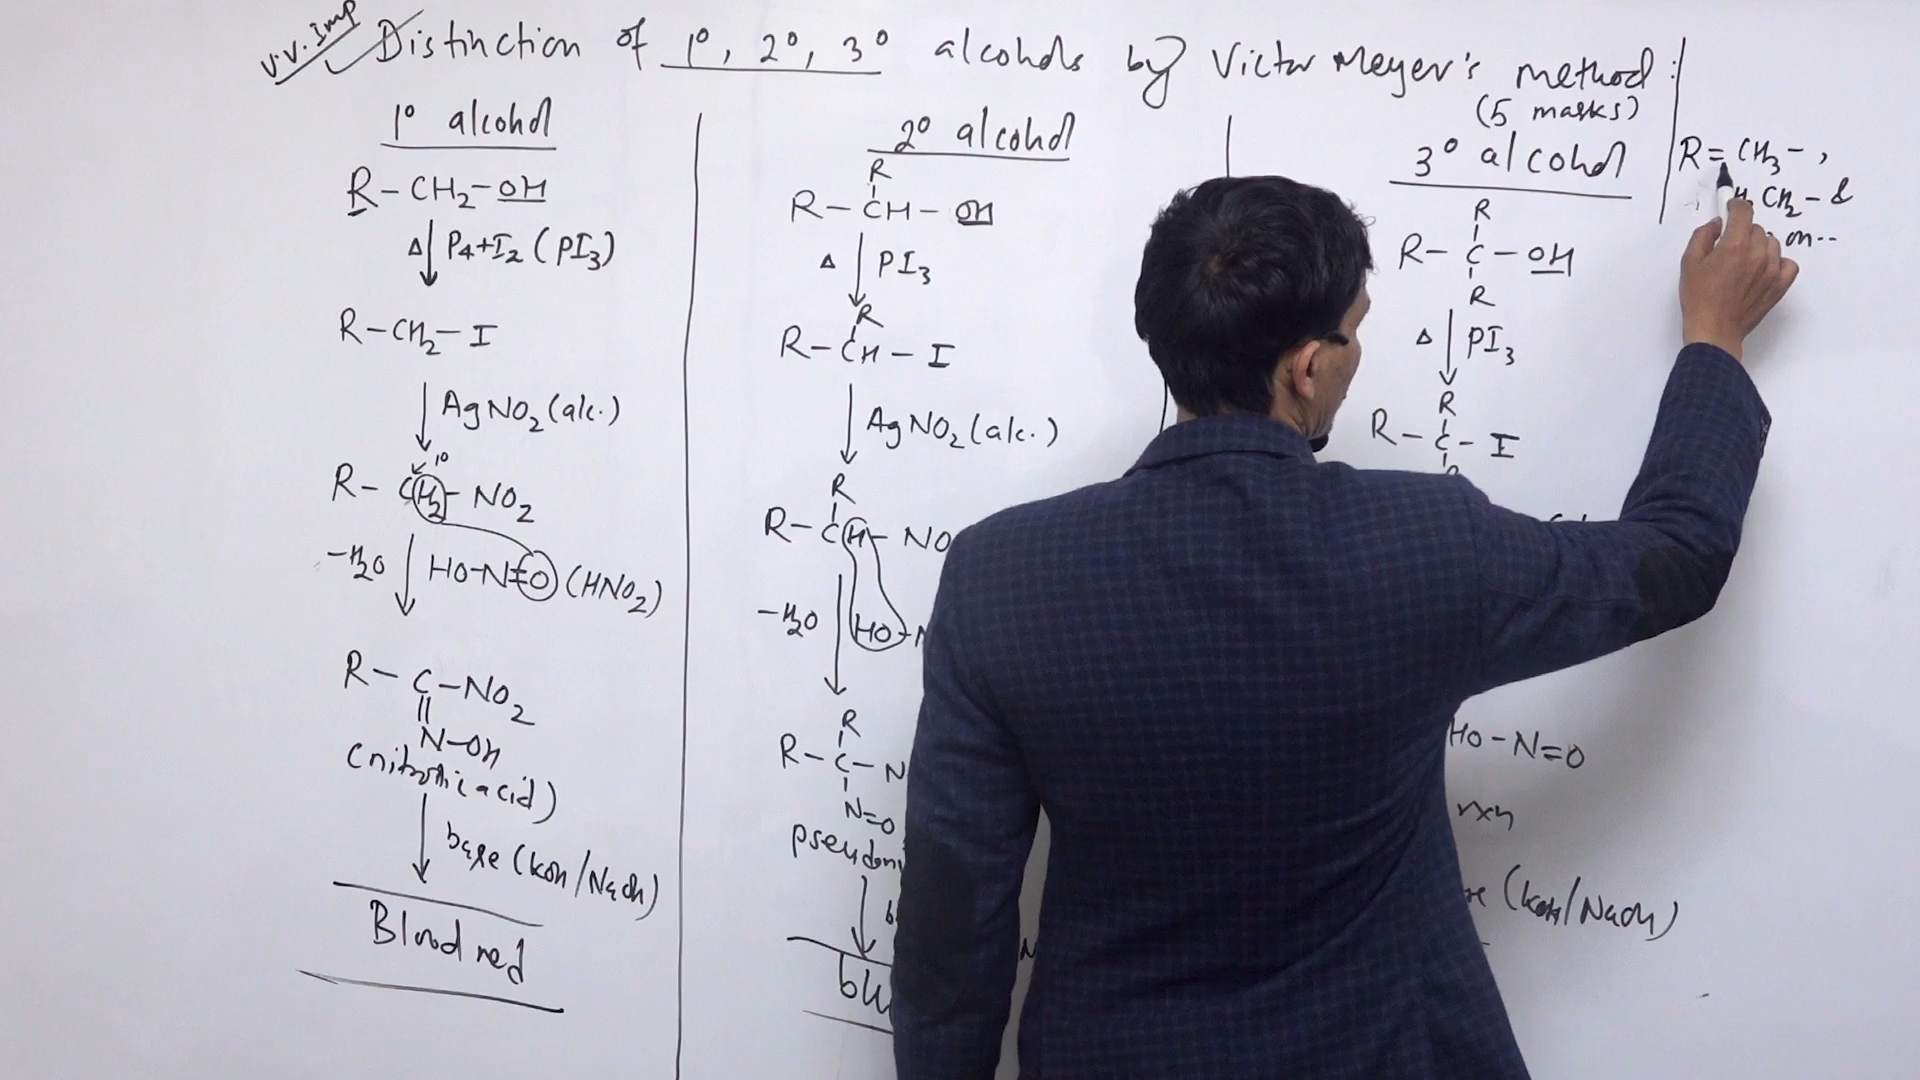 v.v. Imp
Distinction of 1°, 2°, 3° alcohols by Victor Meyer's method:
(5 marks)
1° alcohol
R-CH2-OH
Δ P4+I2 (PI3)
R-CH2-I
AgNO2 (alc.)
1°
R-CH2-NO2
-H2O HO-N=O (HNO2)
R-C-NO2
||
N-OH
(nitrolic acid)
base (KOH/NaOH)
Blood red
2° alcohol
R
R-CH-OH
Δ PI3
R
R-CH-I
AgNO2 (alc.)
R
R-CH-NO
-H2O HO-N
R
R-C-N
N=O
3° alcohol
R
R-C-OH
R
Δ PI3
R
R-C-I
HO-N=O
rxn
(KOH/NaOH)
R=CH3-,
CH2-&